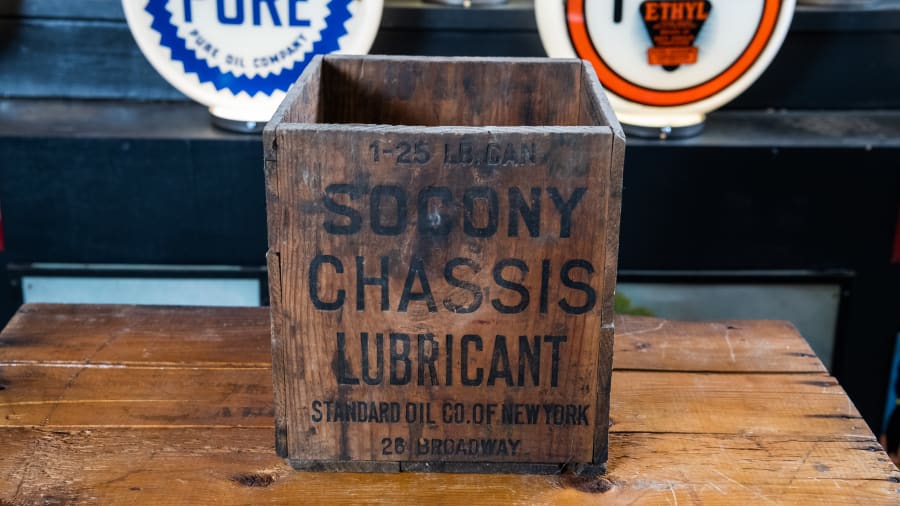 PURE
PURE OIL COMPANY
ETHYL
1-25 LB. CAN
SOCONY
CHASSIS
LUBRICANT
STANDARD OIL CO. OF NEW YORK
26 BROADWAY